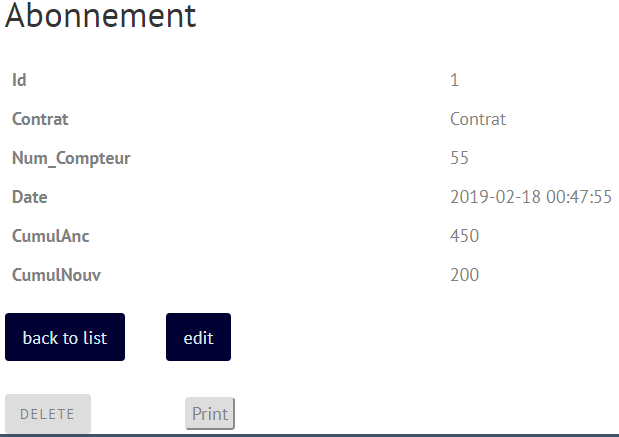 Abonnement
Id 1
Contrat Contrat
Num_Compteur 55
Date 2019-02-18 00:47:55
CumulAnc 450
CumulNouv 200
back to list edit
DELETE Print